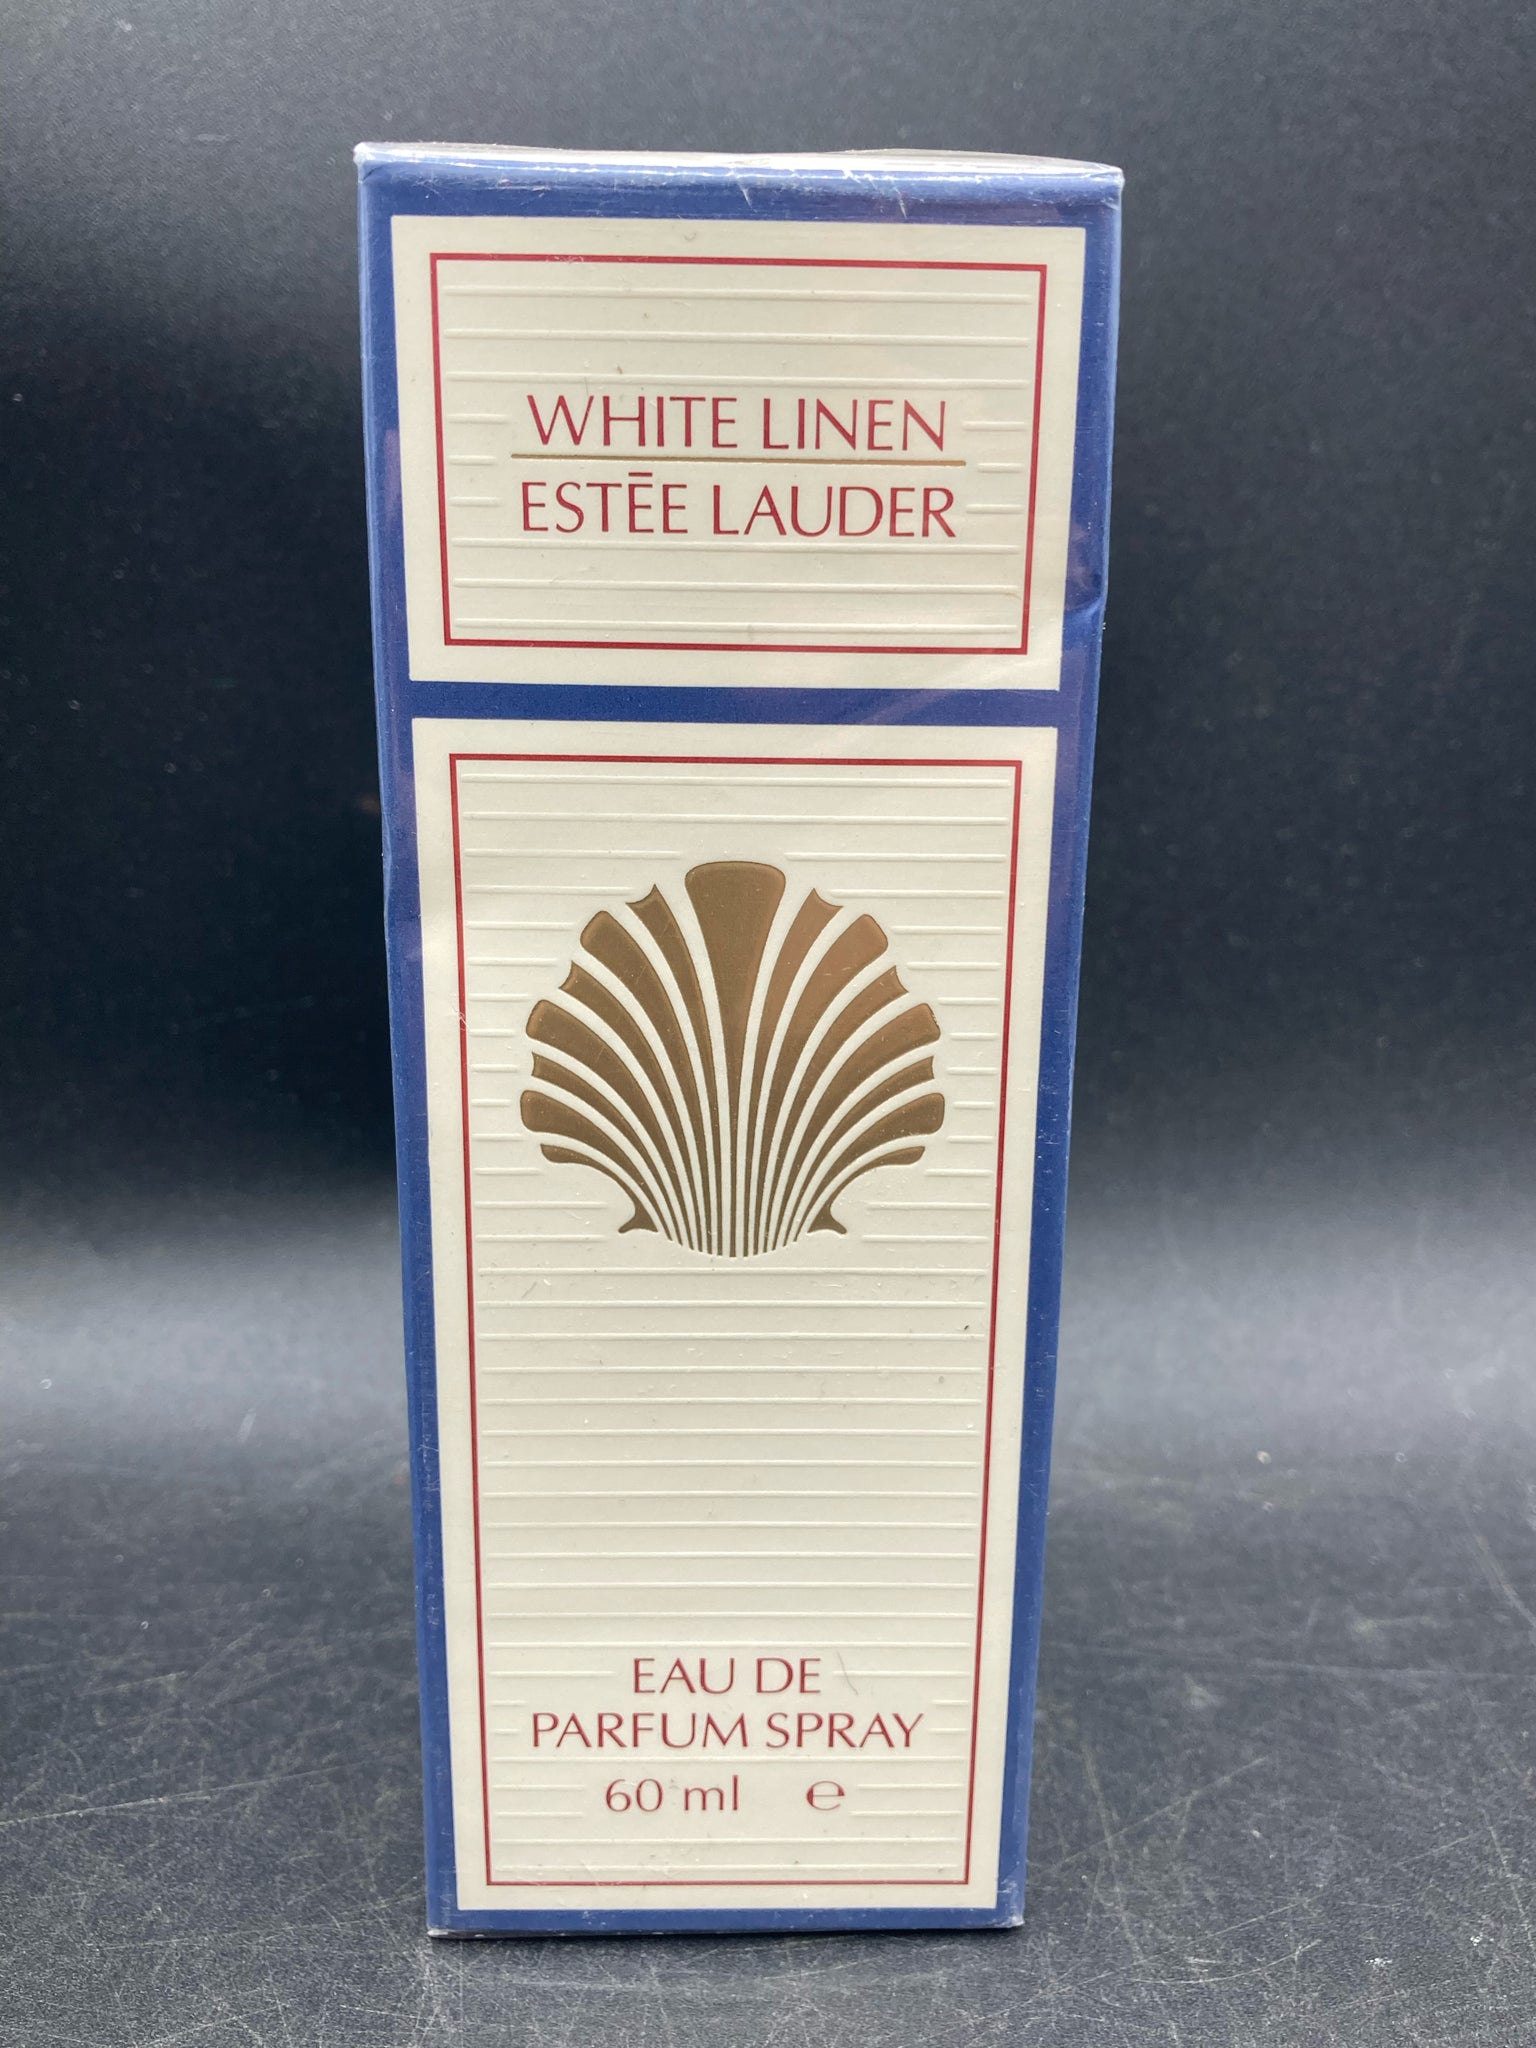 WHITE LINEN
ESTĒE LAUDER
EAU DE
PARFUM SPRAY
60 ml ℮